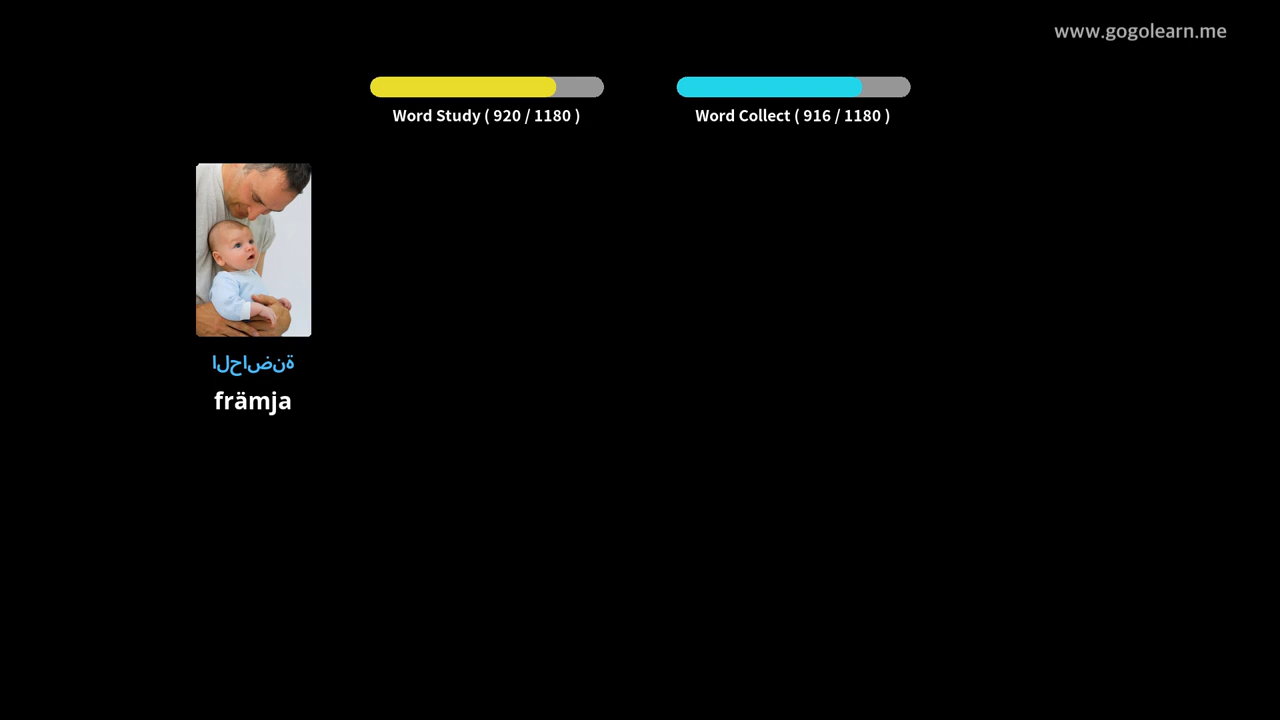 www.gogolearn.me
Word Study ( 920 / 1180 )
Word Collect ( 916 / 1180 )
الحاضنة
främja